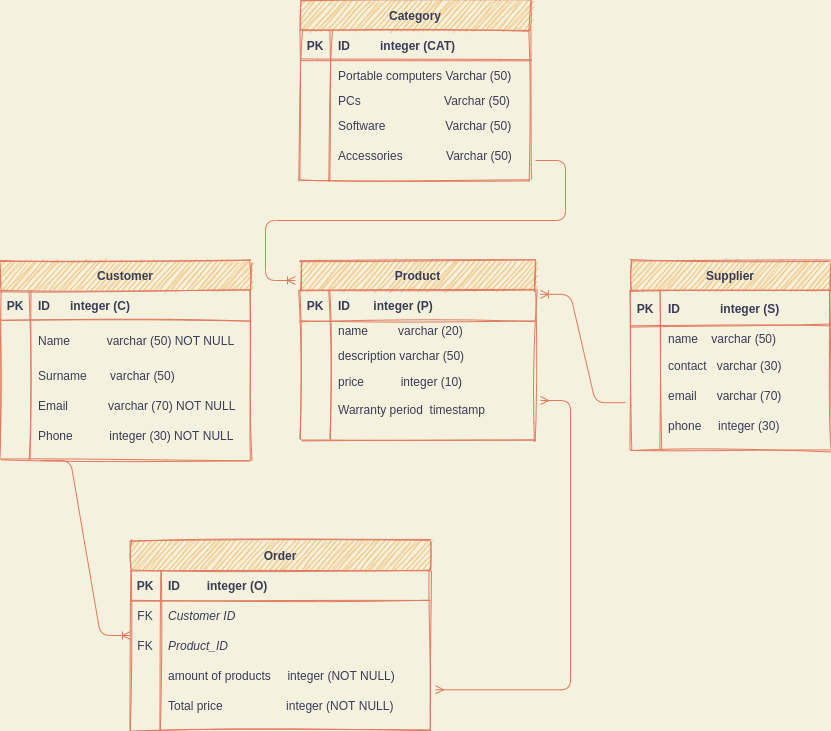 Category
PK ID integer (CAT)
Portable computers Varchar (50)
PCs Varchar (50)
Software Varchar (50)
Accessories Varchar (50)
Customer
PK ID integer (C)
Name varchar (50) NOT NULL
Surname varchar (50)
Email varchar (70) NOT NULL
Phone integer (30) NOT NULL
Product
PK ID integer (P)
name varchar (20)
description varchar (50)
price integer (10)
Warranty period timestamp
Supplier
PK ID integer (S)
name varchar (50)
contact varchar (30)
email varchar (70)
phone integer (30)
Order
PK ID integer (O)
FK Customer ID
FK Product_ID
amount of products integer (NOT NULL)
Total price integer (NOT NULL)